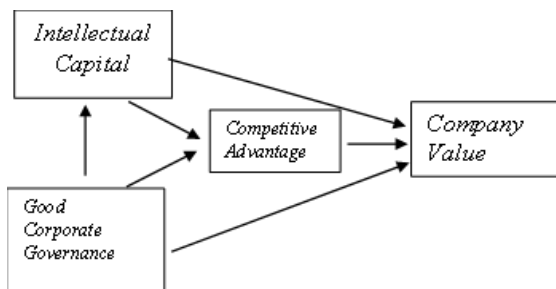 Intellectual
Capital
Competitive
Advantage
Company
Value
Good
Corporate
Governance